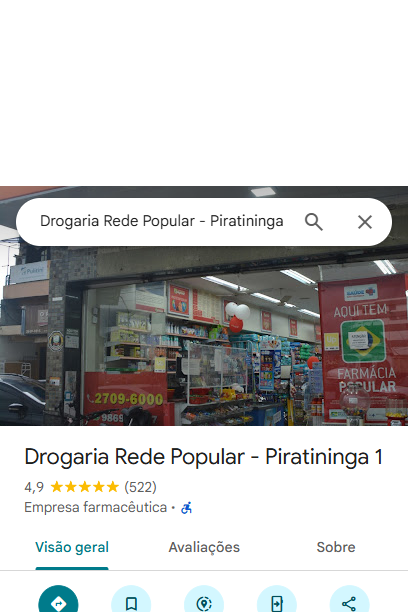 Drogaria Rede Popular - Piratininga
AQUI TEM
FARMÁCIA
POPULAR
2709-6000
9869
Drogaria Rede Popular - Piratininga 1
4,9 ★★★★★ (522)
Empresa farmacêutica ·
Visão geral
Avaliações
Sobre